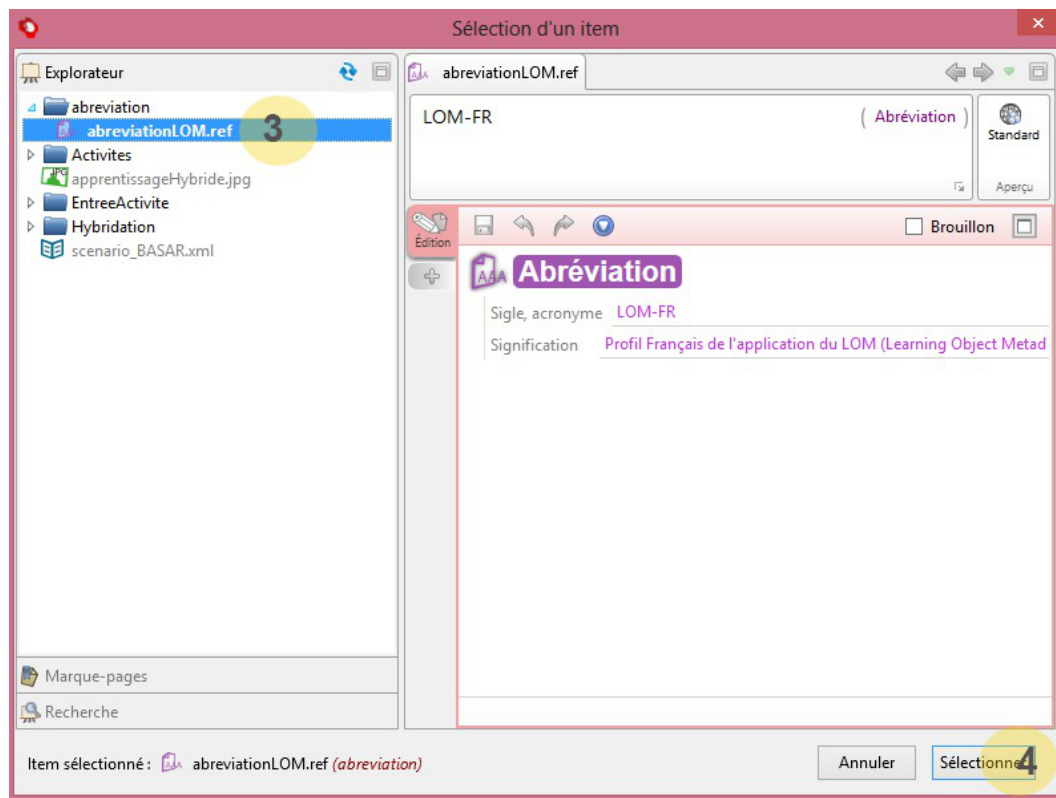 Sélection d'un item
Explorateur
abreviation
abreviationLOM.ref
3
Activites
apprentissageHybride.jpg
EntreeActivite
Hybridation
scenario_BASAR.xml
Marque-pages
Recherche
abreviationLOM.ref
LOM-FR
( Abréviation )
Standard
Aperçu
Édition
Brouillon
AAA Abréviation
Sigle, acronyme LOM-FR
Signification Profil Français de l'application du LOM (Learning Object Metad
Item sélectionné : abreviationLOM.ref (abreviation)
Annuler
Sélectionne
4